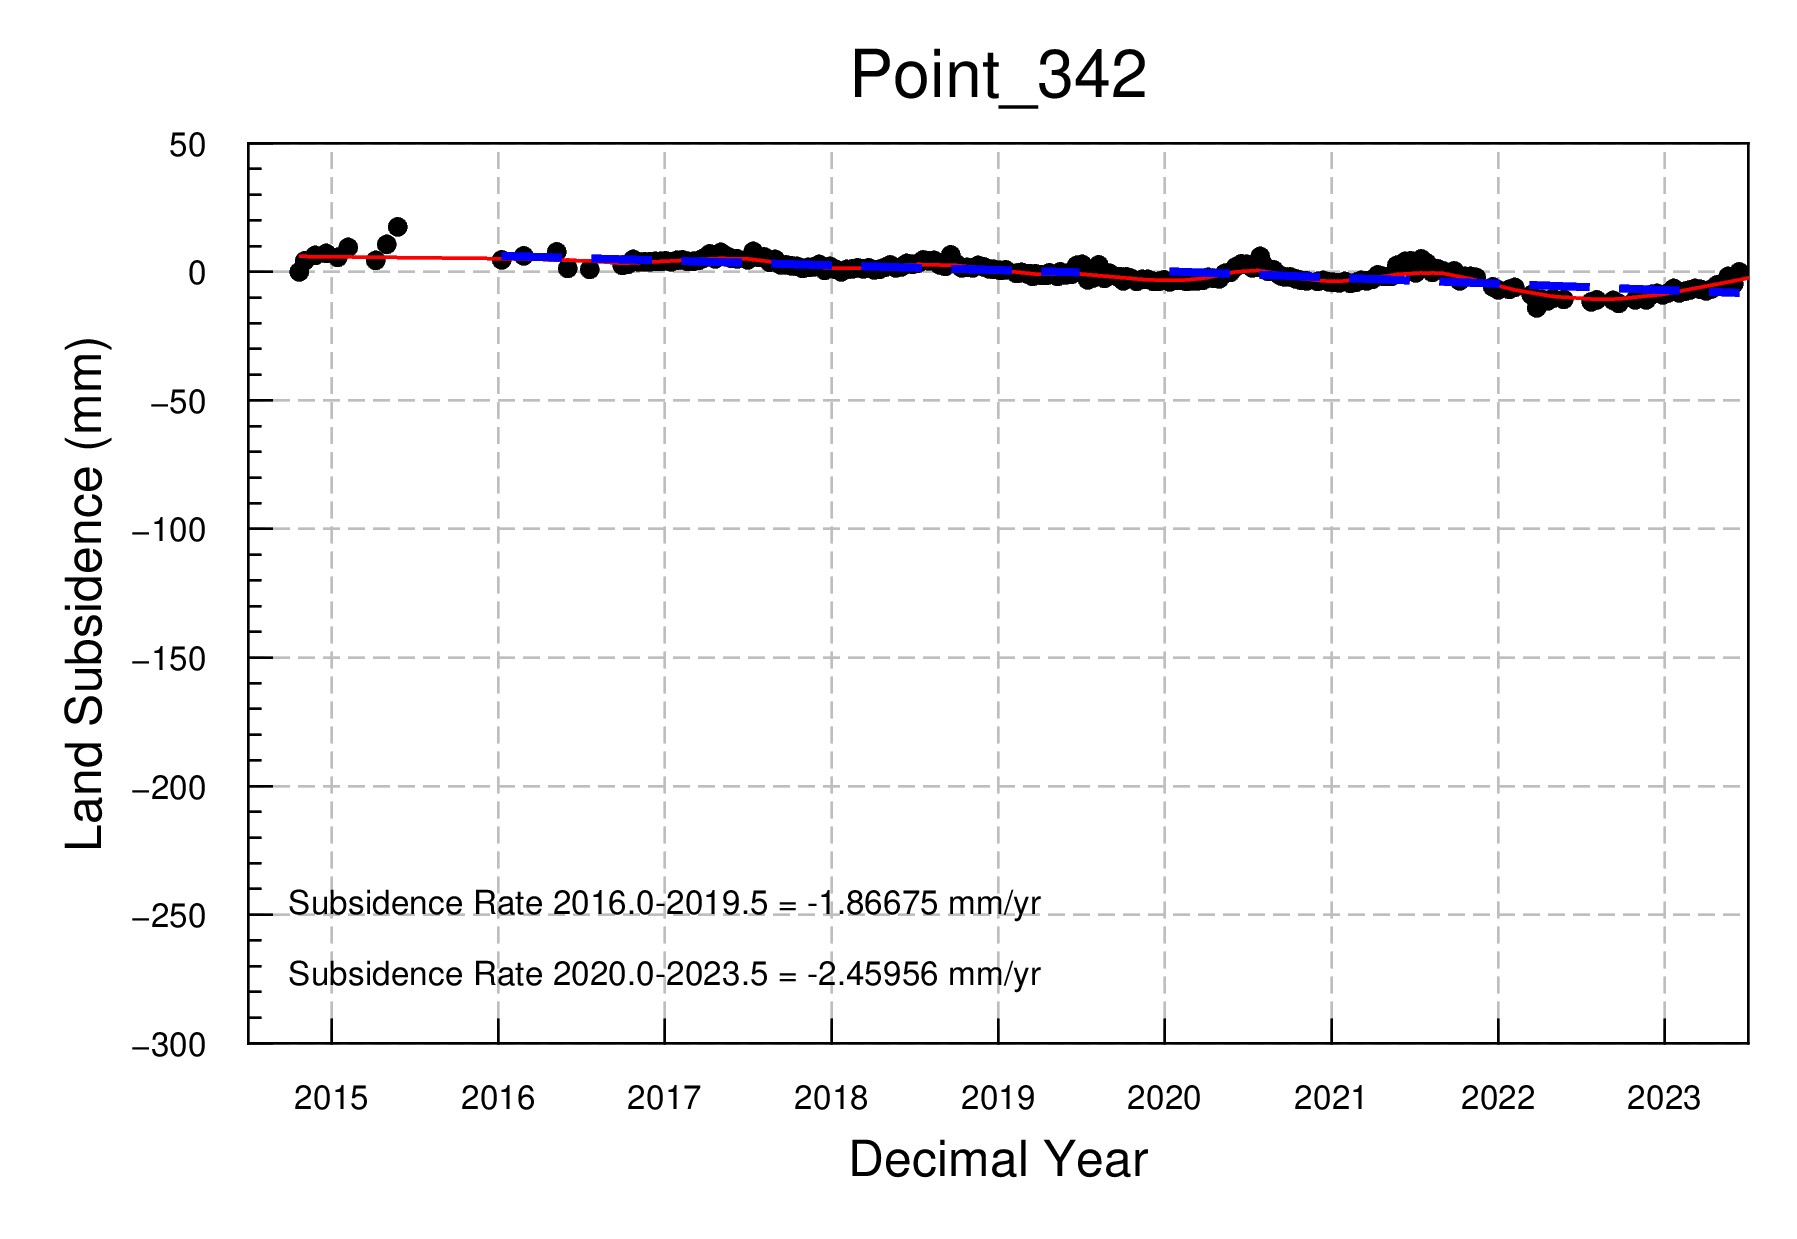 Point_342
50
0
−50
−100
−150
−200
−250
−300
Land Subsidence (mm)
Subsidence Rate 2016.0-2019.5 = -1.86675 mm/yr
Subsidence Rate 2020.0-2023.5 = -2.45956 mm/yr
2015 2016 2017 2018 2019 2020 2021 2022 2023
Decimal Year